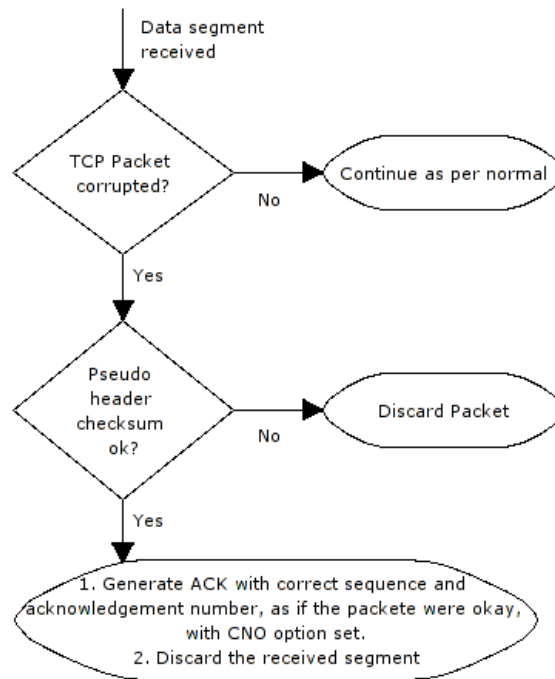 Data segment
received
TCP Packet
corrupted?
No
Continue as per normal
Yes
Pseudo
header
checksum
ok?
No
Discard Packet
Yes
1. Generate ACK with correct sequence and
acknowledgement number, as if the packete were okay,
with CNO option set.
2. Discard the received segment